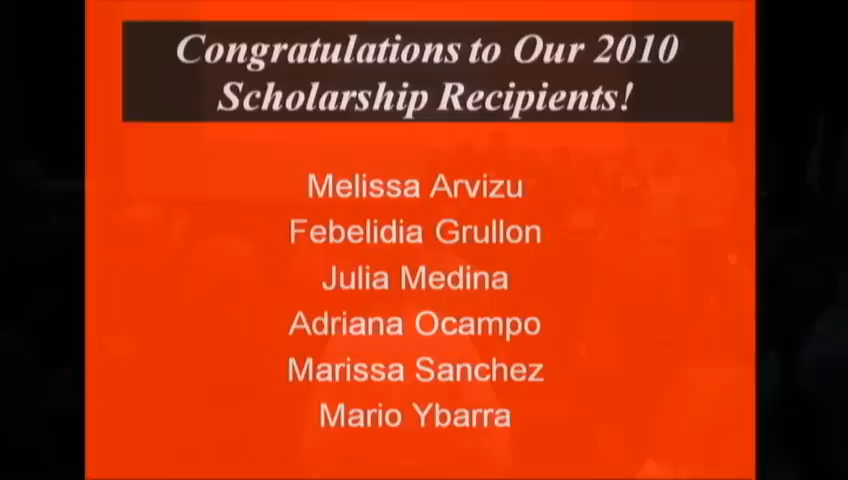 Congratulations to Our 2010
Scholarship Recipients!
Melissa Arvizu
Febelidia Grullon
Julia Medina
Adriana Ocampo
Marissa Sanchez
Mario Ybarra